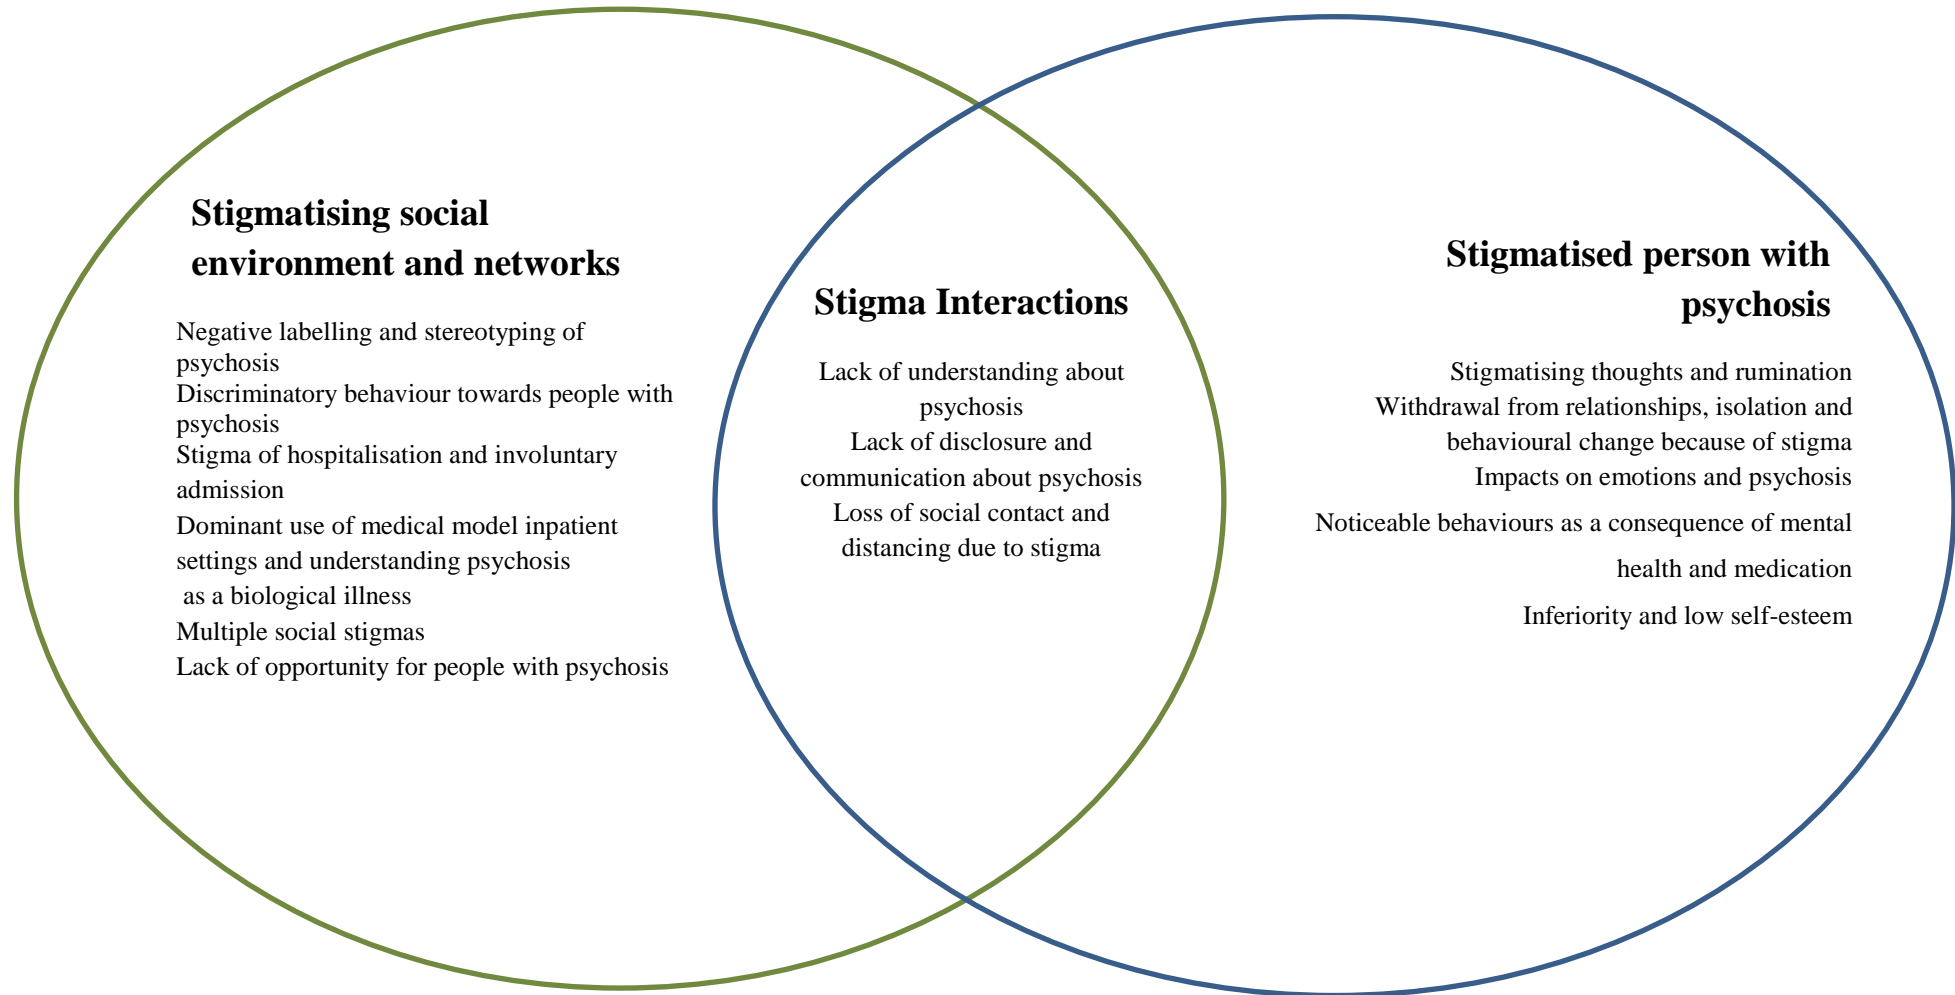 Stigmatising social
environment and networks
Negative labelling and stereotyping of
psychosis
Discriminatory behaviour towards people with
psychosis
Stigma of hospitalisation and involuntary
admission
Dominant use of medical model inpatient
settings and understanding psychosis
as a biological illness
Multiple social stigmas
Lack of opportunity for people with psychosis
Stigma Interactions
Lack of understanding about
psychosis
Lack of disclosure and
communication about psychosis
Loss of social contact and
distancing due to stigma
Stigmatised person with
psychosis
Stigmatising thoughts and rumination
Withdrawal from relationships, isolation and
behavioural change because of stigma
Impacts on emotions and psychosis
Noticeable behaviours as a consequence of mental
health and medication
Inferiority and low self-esteem